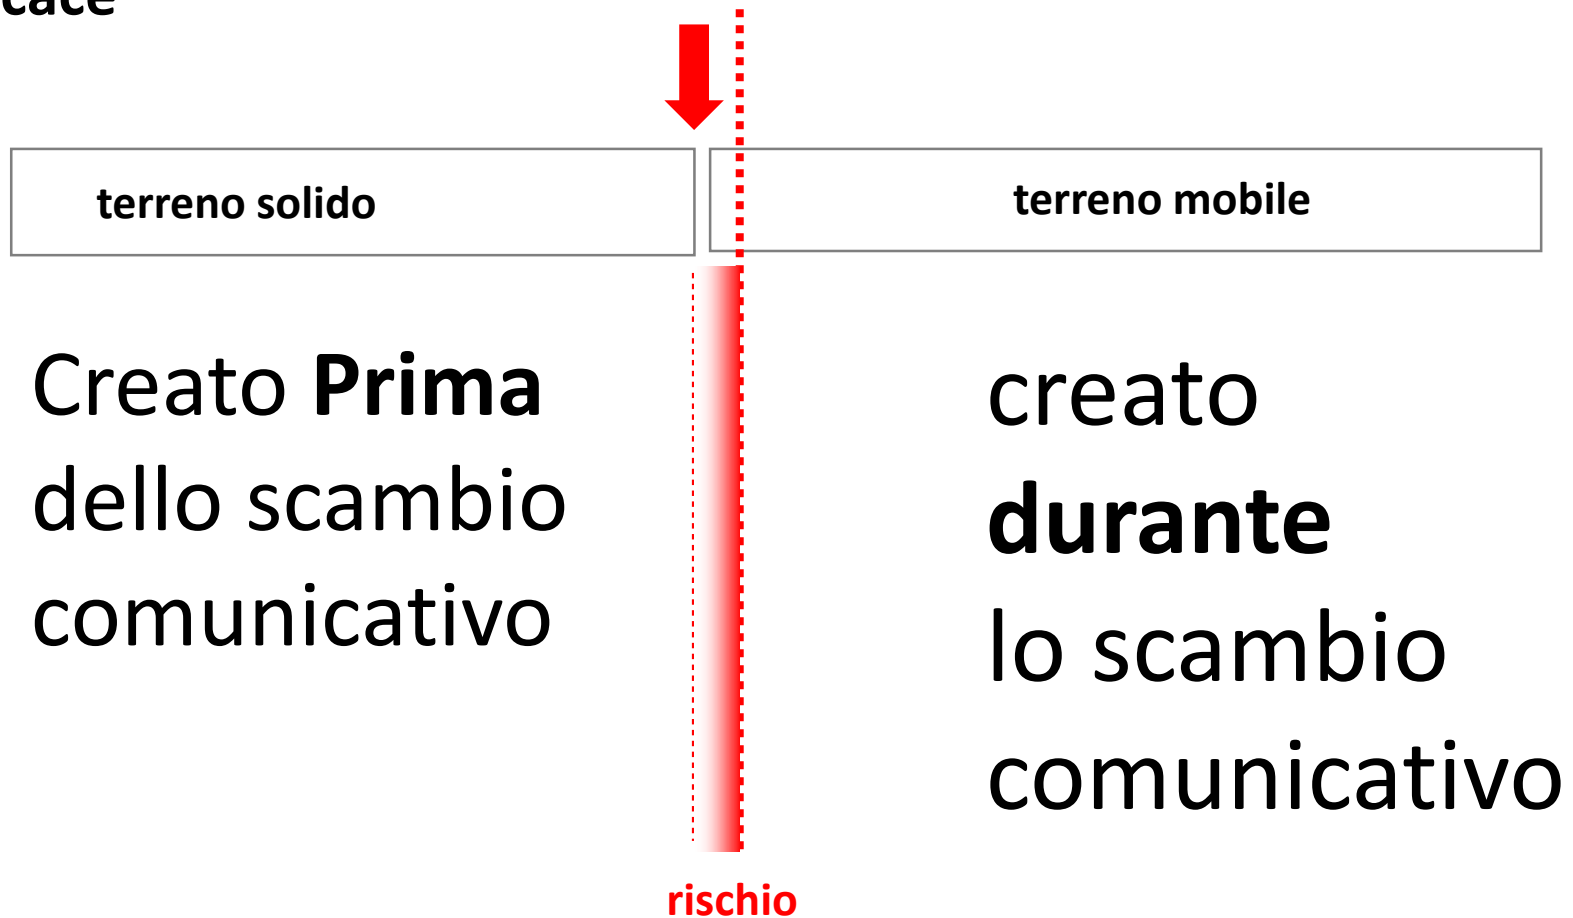 terreno solido
terreno mobile
Creato Prima
dello scambio
comunicativo
creato
durante
lo scambio
comunicativo
rischio